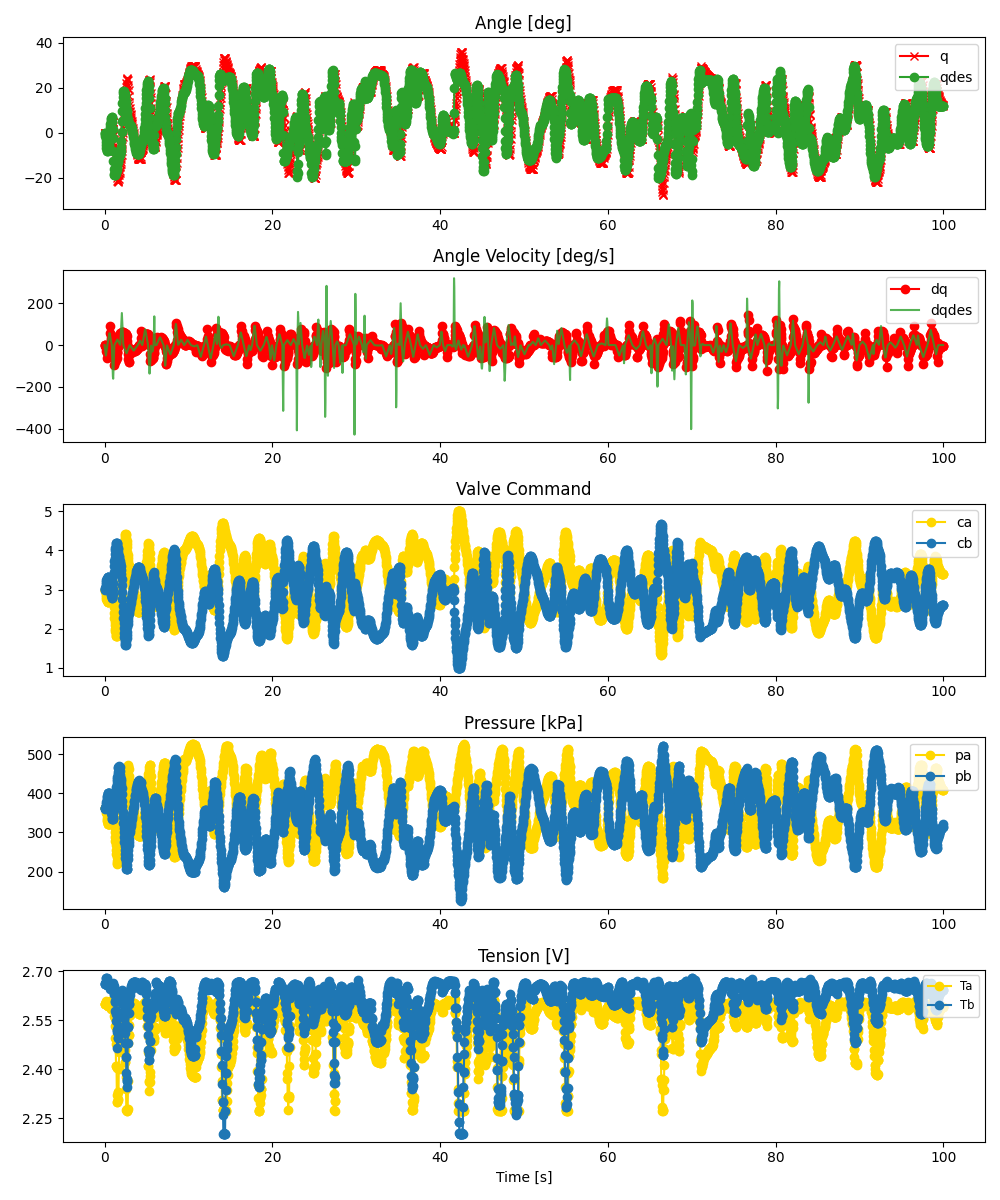 Angle [deg]
40
20
0
−20
q
qdes
0 20 40 60 80 100
Angle Velocity [deg/s]
200
0
−200
−400
dq
dqdes
0 20 40 60 80 100
Valve Command
5
4
3
2
1
ca
cb
0 20 40 60 80 100
Pressure [kPa]
500
400
300
200
pa
pb
0 20 40 60 80 100
Tension [V]
2.70
2.55
2.40
2.25
Ta
Tb
0 20 40 60 80 100
Time [s]